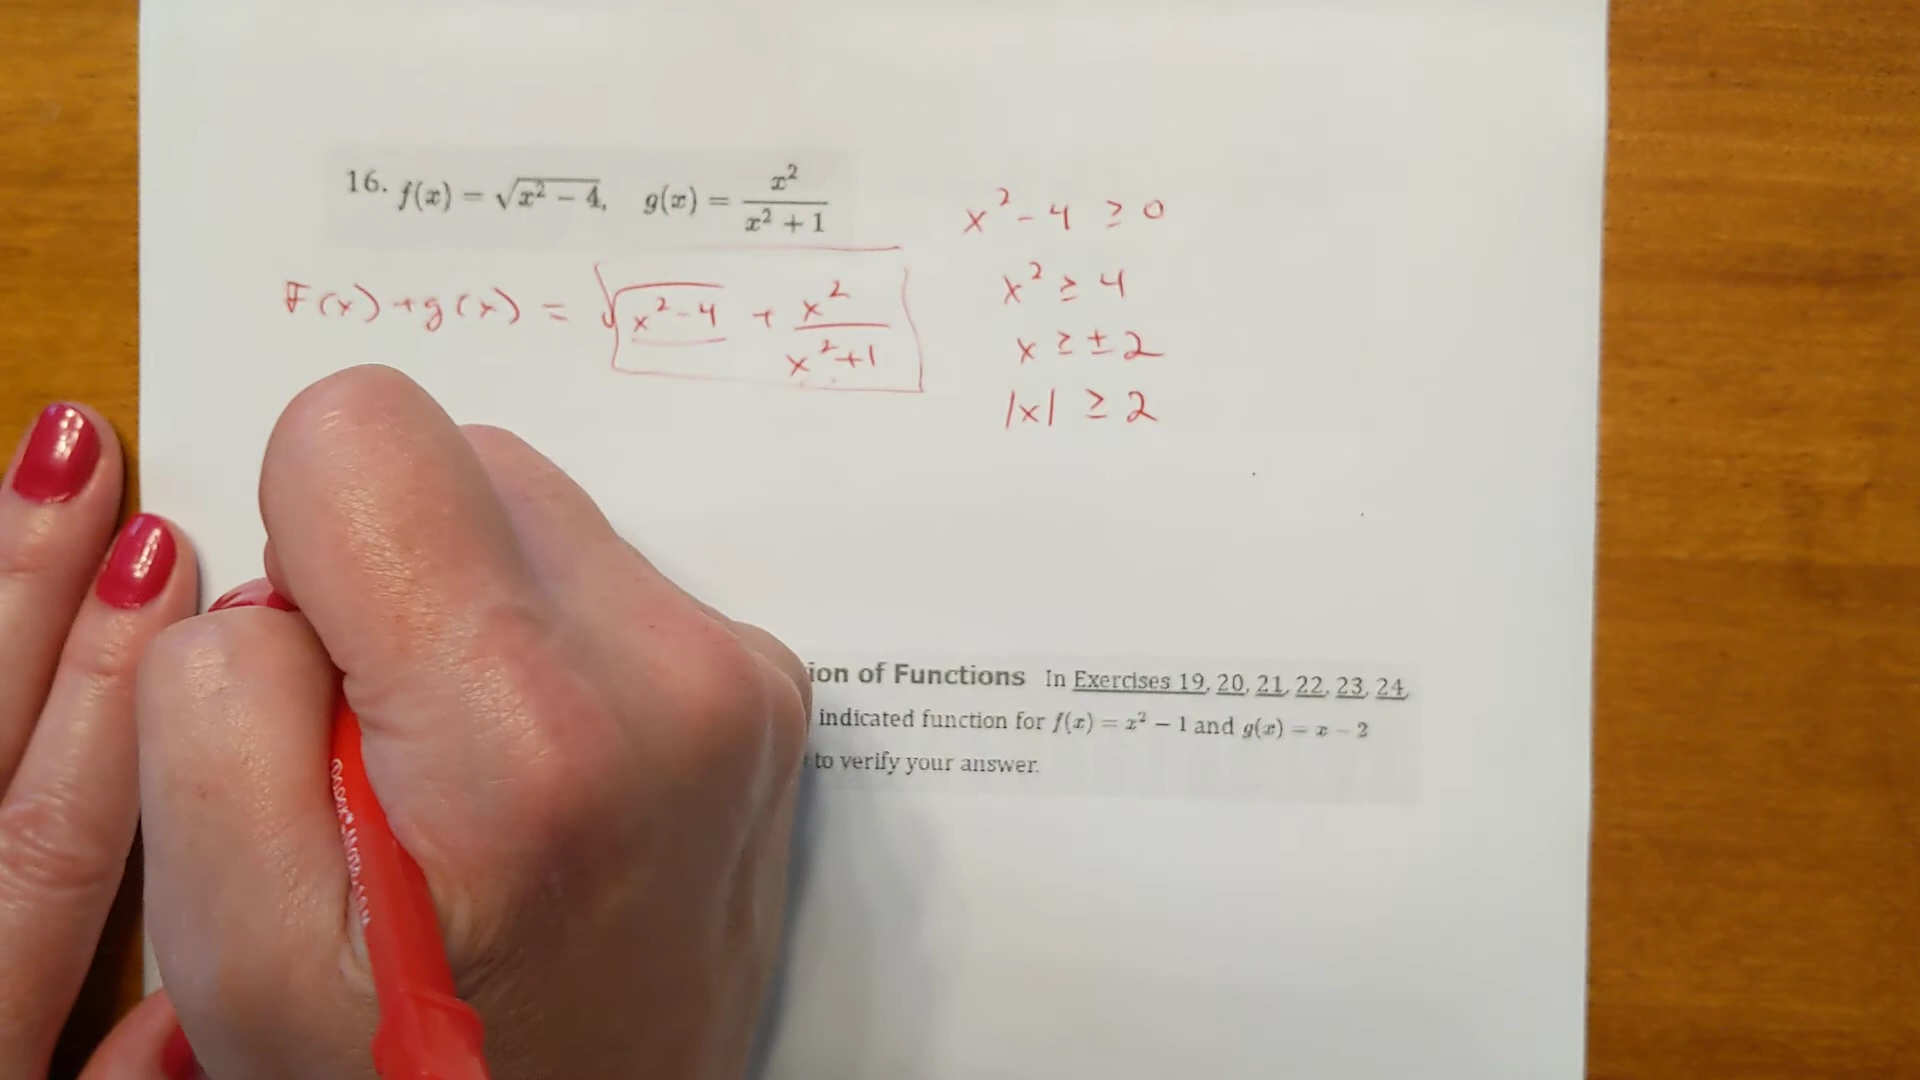 16. f(x) = √(x² − 4), g(x) = x²/(x² + 1)
F(x) + g(x) = √(x² - 4) + x²/(x² + 1)
x² - 4 ≥ 0
x² ≥ 4
x ≥ ± 2
|x| ≥ 2
ion of Functions In Exercises 19, 20, 21, 22, 23, 24,
indicated function for f(x) = x² − 1 and g(x) = x − 2
to verify your answer.